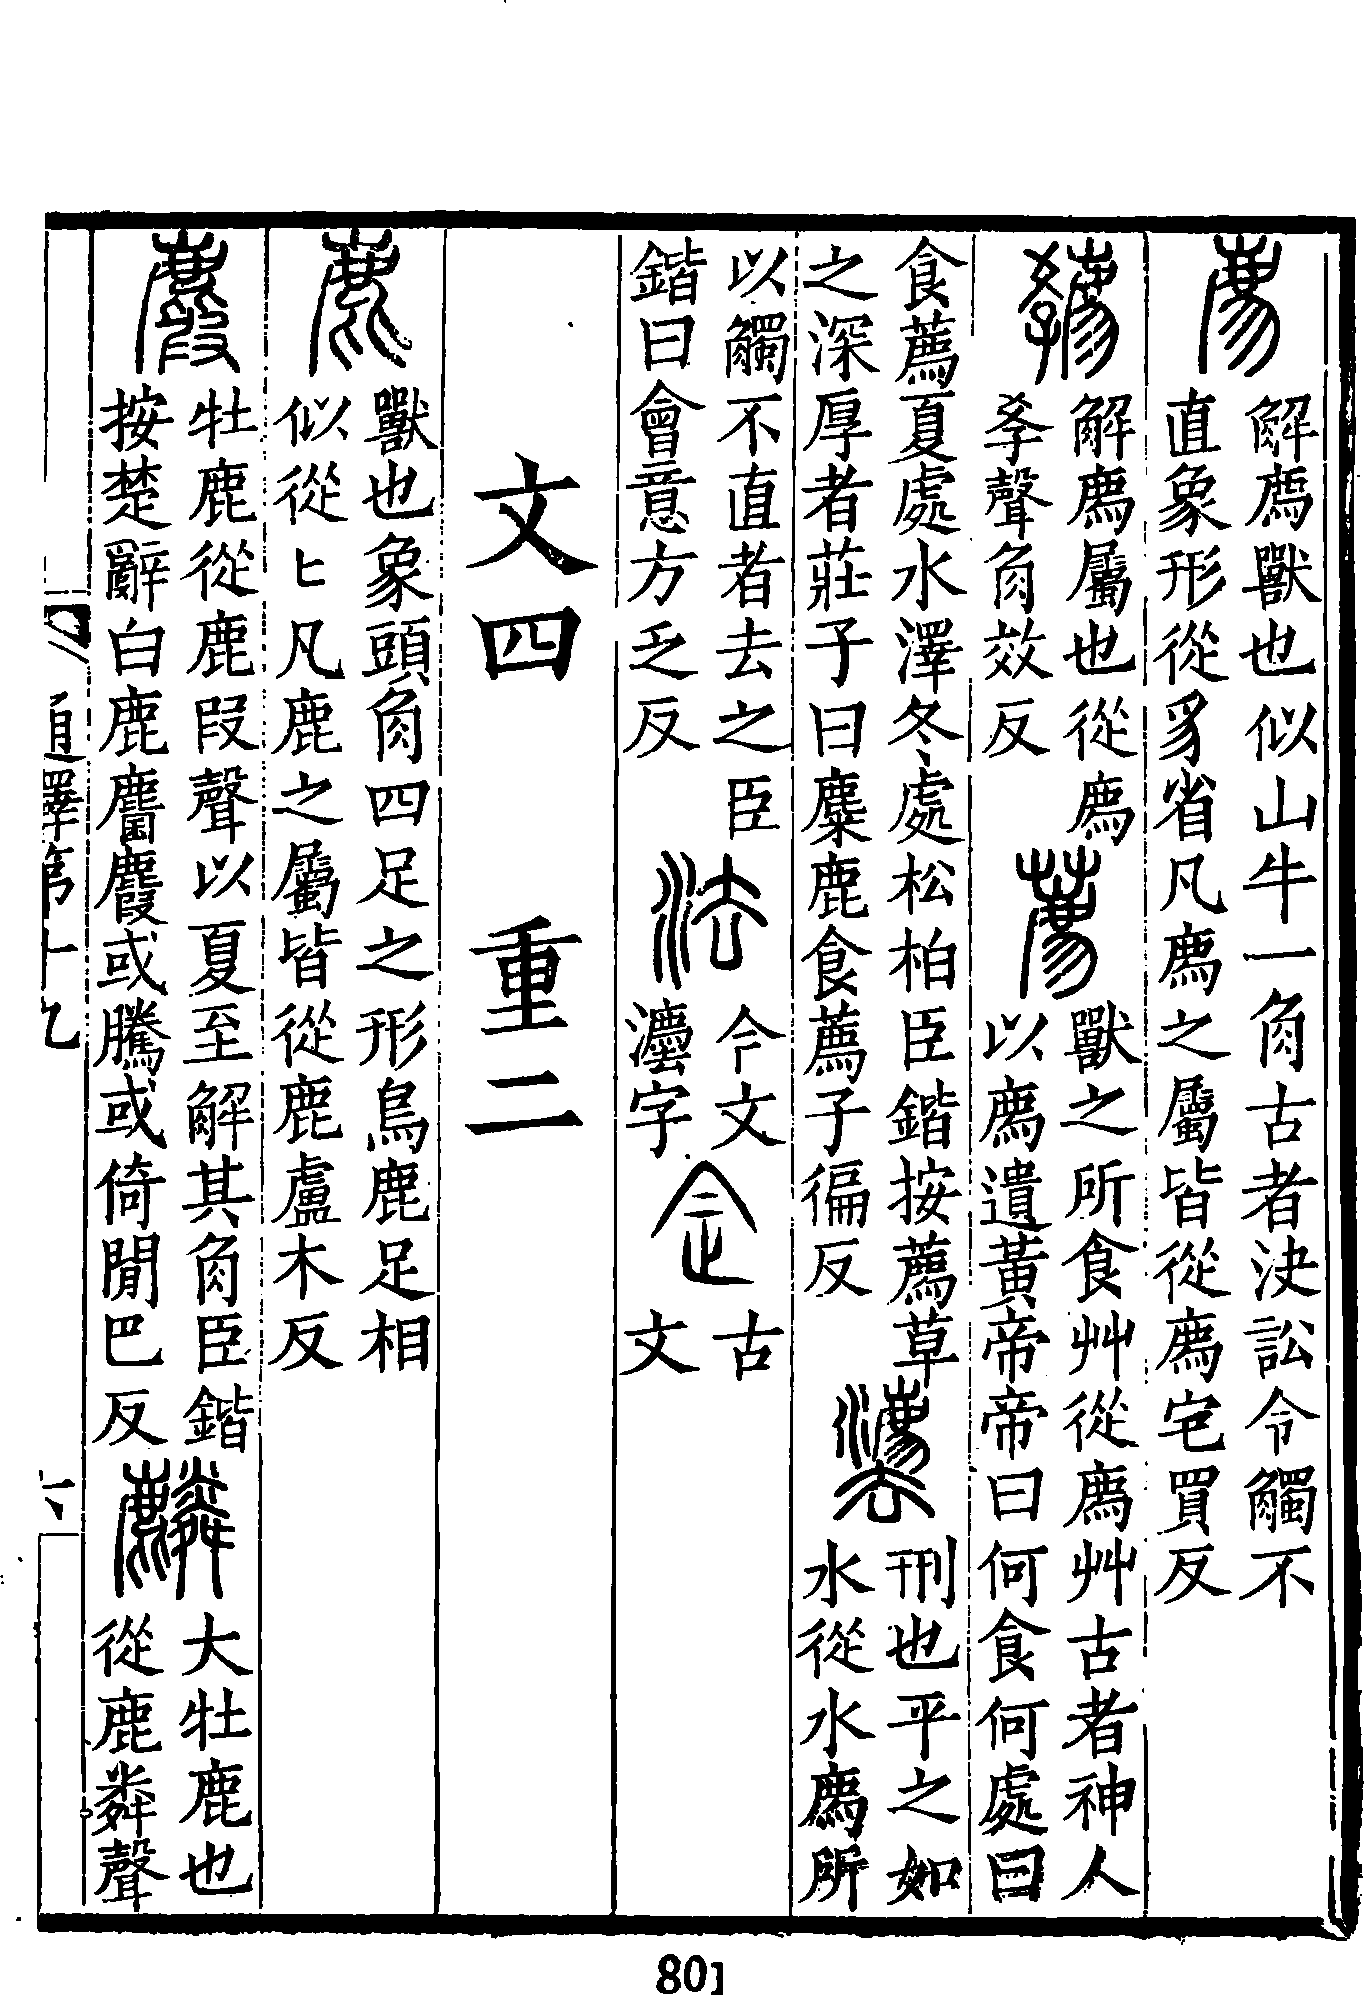 廌解廌獸也似山牛一角古者決訟令觸不
直象形從豸省凡廌之屬皆從廌宅買反
解廌屬也從廌
孝聲角效反
薦獸之所食艸從廌艸古者神人
以廌遺黃帝帝曰何食何處曰
食薦夏處水澤冬處松柏臣鍇按薦草
之深厚者莊子曰麋鹿食薦子徧反
灋刑也平之如
水從水廌所
以觸不直者去之臣
鍇曰會意方乏反
法今文
灋字
古
文
文四　重二
鹿獸也象頭角四足之形鳥鹿足相
似從匕凡鹿之屬皆從鹿盧木反
麚牡鹿從鹿叚聲以夏至解其角臣鍇
按楚辭白鹿麕麚或騰或倚閒巴反
麟大牡鹿也
從鹿粦聲
通釋第十九
801